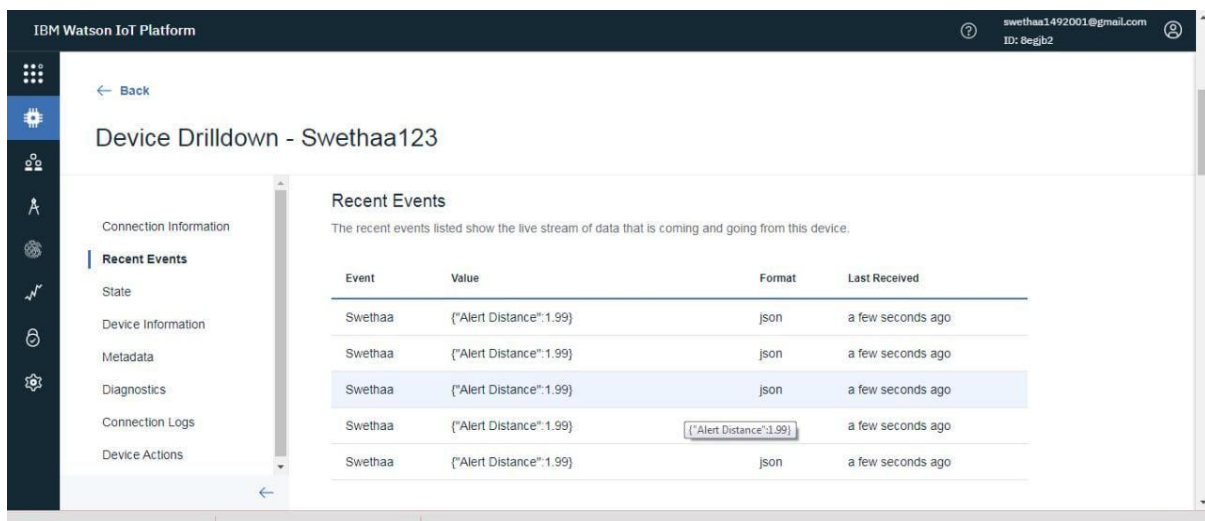 IBM Watson IoT Platform
swethaa1492001@gmail.com
ID: 8egjb2
← Back
Device Drilldown - Swethaa123
Connection Information
Recent Events
State
Device Information
Metadata
Diagnostics
Connection Logs
Device Actions
Recent Events
The recent events listed show the live stream of data that is coming and going from this device.
Event Value Format Last Received
Swethaa {"Alert Distance":1.99} json a few seconds ago
Swethaa {"Alert Distance":1.99} json a few seconds ago
Swethaa {"Alert Distance":1.99} json a few seconds ago
Swethaa {"Alert Distance":1.99} {"Alert Distance":1.99} a few seconds ago
Swethaa {"Alert Distance":1.99} json a few seconds ago